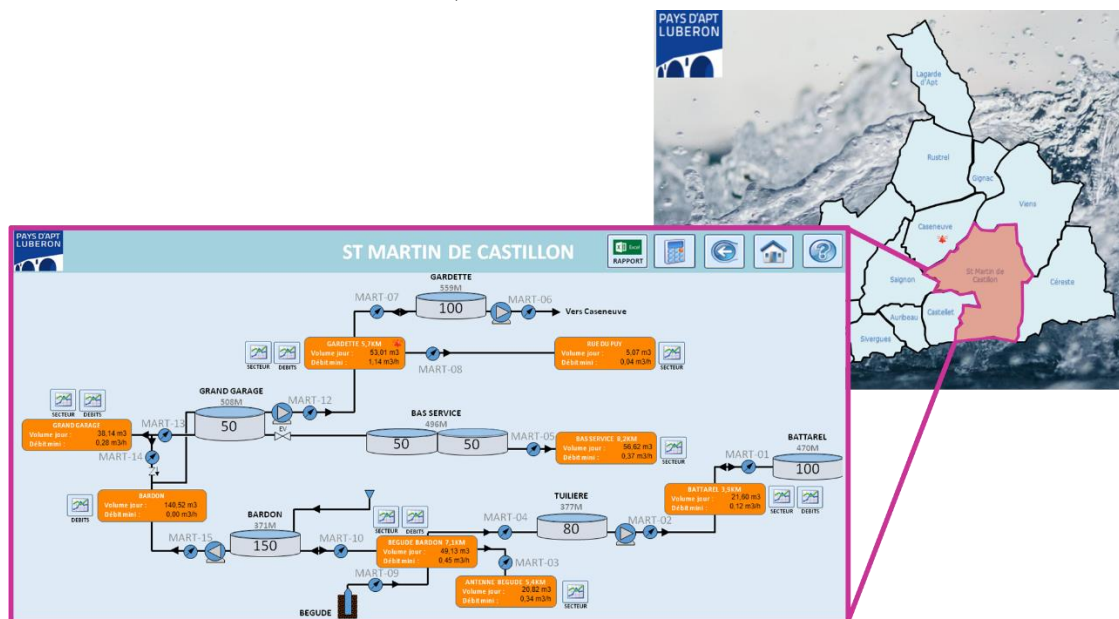 PAYS D'APT
LUBERON
Lagarde
d'Apt
Rustrel
Gignac
Viens
Caseneuve
St Martin de
Castillon
Saignon
Céreste
Auribeau
Castellet
Sivergues
PAYS D'APT
LUBERON
ST MARTIN DE CASTILLON
Excel
RAPPORT
GARDETTE
559M
100
MART-07
MART-06
Vers Caseneuve
GARDETTE 5,7KM
Volume jour : 53,01 m3
Débit mini : 1,14 m3/h
SECTEUR DEBITS
MART-08
RUE DU PUY
Volume jour : 5,07 m3
Débit mini : 0,04 m3/h
SECTEUR
GRAND GARAGE
508M
50
MART-12
SECTEUR DEBITS
GRAND GARAGE
Volume jour : 38,14 m3
Débit mini : 0,28 m3/h
MART-13
MART-14
EV
BAS SERVICE
496M
50 50
MART-05
BAS SERVICE 8,2KM
Volume jour : 56,62 m3
Débit mini : 0,37 m3/h
SECTEUR
BATTAREL
470M
100
MART-01
BATTAREL 3,9KM
Volume jour : 21,60 m3
Débit mini : 0,12 m3/h
SECTEUR DEBITS
BARDON
Volume jour : 140,52 m3
Débit mini : 0,00 m3/h
DEBITS
BARDON
371M
150
MART-15
MART-10
SECTEUR DEBITS
BEGUDE BARDON 7,1KM
Volume jour : 49,13 m3
Débit mini : 0,45 m3/h
MART-04
TUILIERE
377M
80
MART-02
MART-03
MART-09
ANTENNE BEGUDE 5,4KM
Volume jour : 20,82 m3
Débit mini : 0,34 m3/h
SECTEUR
BEGUDE